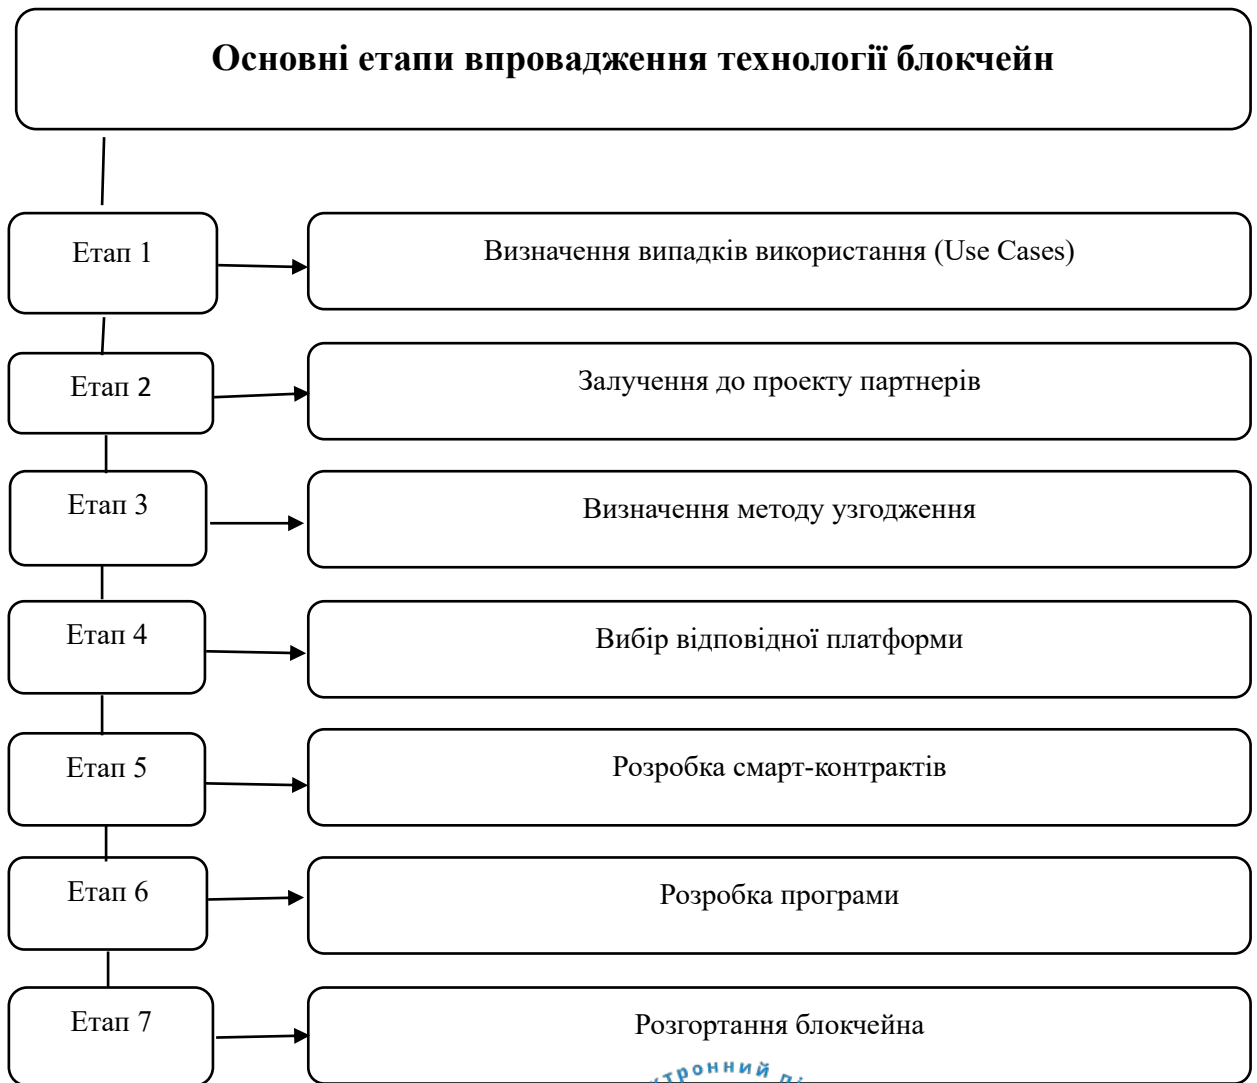 Основні етапи впровадження технології блокчейн
Етап 1
Визначення випадків використання (Use Cases)
Етап 2
Залучення до проекту партнерів
Етап 3
Визначення методу узгодження
Етап 4
Вибір відповідної платформи
Етап 5
Розробка смарт-контрактів
Етап 6
Розробка програми
Етап 7
Розгортання блокчейна